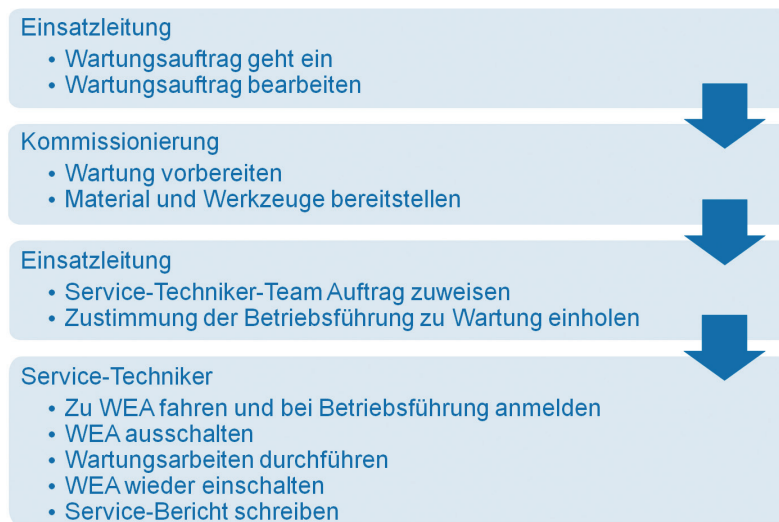 Einsatzleitung
• Wartungsauftrag geht ein
• Wartungsauftrag bearbeiten
Kommissionierung
• Wartung vorbereiten
• Material und Werkzeuge bereitstellen
Einsatzleitung
• Service-Techniker-Team Auftrag zuweisen
• Zustimmung der Betriebsführung zu Wartung einholen
Service-Techniker
• Zu WEA fahren und bei Betriebsführung anmelden
• WEA ausschalten
• Wartungsarbeiten durchführen
• WEA wieder einschalten
• Service-Bericht schreiben